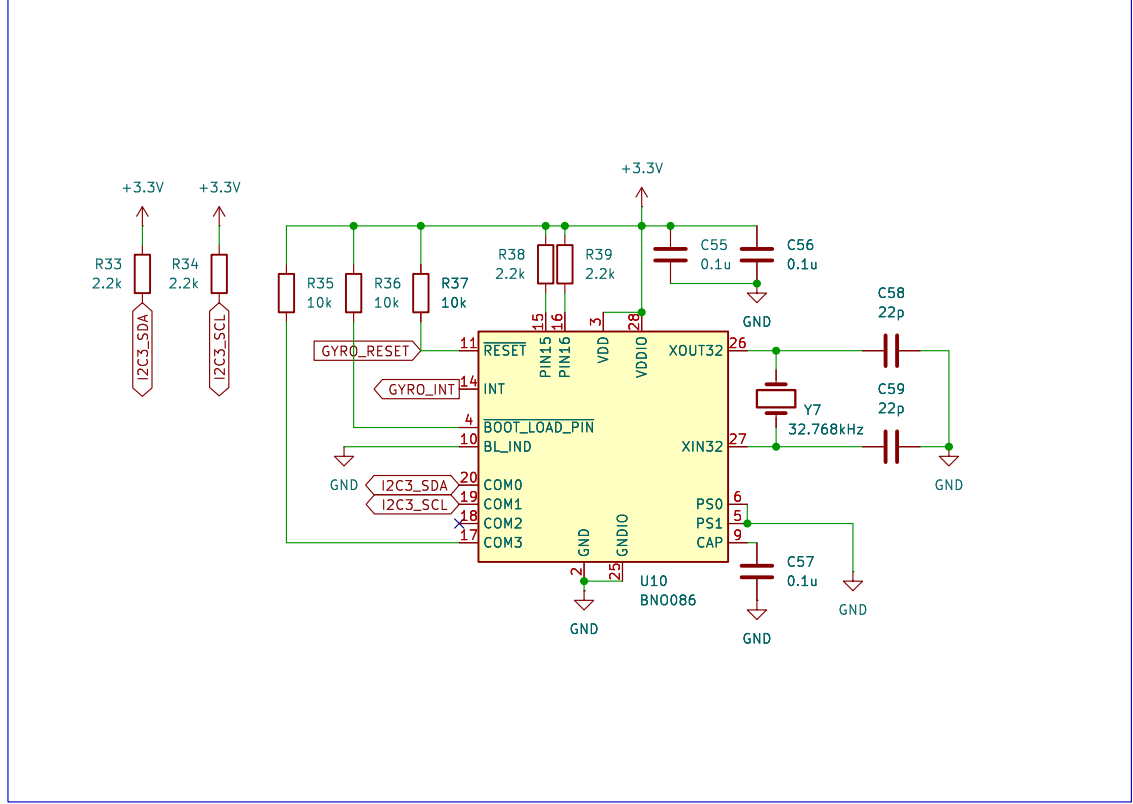 +3.3V
+3.3V
+3.3V
R33
2.2k
R34
2.2k
I2C3_SDA
I2C3_SCL
R35
10k
R36
10k
R37
10k
R38
2.2k
R39
2.2k
C55
0.1u
C56
0.1u
GND
C58
22p
C59
22p
Y7
32.768kHz
GND
GYRO_RESET
GYRO_INT
GND
I2C3_SDA
I2C3_SCL
11
14
4
10
20
19
18
17
RESET
INT
BOOT_LOAD_PIN
BL_IND
COM0
COM1
COM2
COM3
15
16
3
28
PIN15
PIN16
VDD
VDDIO
XOUT32
XIN32
PS0
PS1
CAP
26
27
6
5
9
GND
GNDIO
2
25
U10
BNO086
GND
C57
0.1u
GND
GND